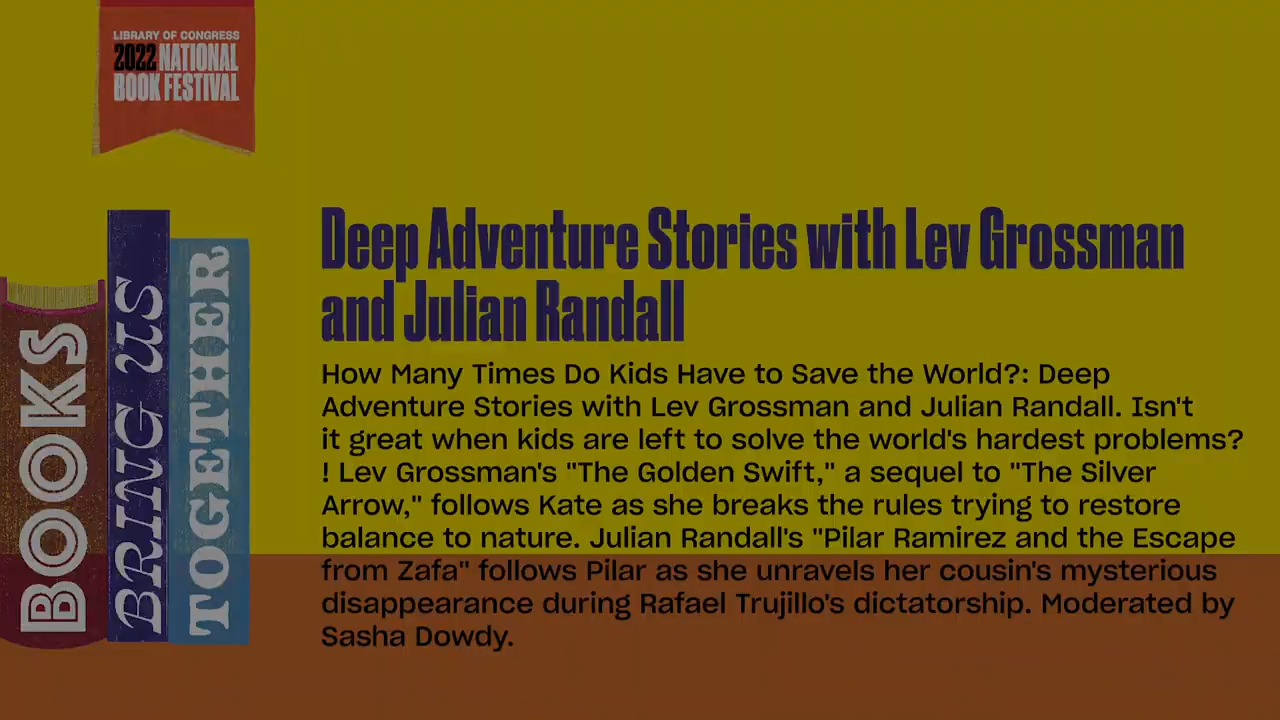 LIBRARY OF CONGRESS
2022 NATIONAL
BOOK FESTIVAL
BOOKS
BRING US
TOGETHER
Deep Adventure Stories with Lev Grossman
and Julian Randall
How Many Times Do Kids Have to Save the World?: Deep
Adventure Stories with Lev Grossman and Julian Randall. Isn't
it great when kids are left to solve the world's hardest problems?
! Lev Grossman's "The Golden Swift," a sequel to "The Silver
Arrow," follows Kate as she breaks the rules trying to restore
balance to nature. Julian Randall's "Pilar Ramirez and the Escape
from Zafa" follows Pilar as she unravels her cousin's mysterious
disappearance during Rafael Trujillo's dictatorship. Moderated by
Sasha Dowdy.